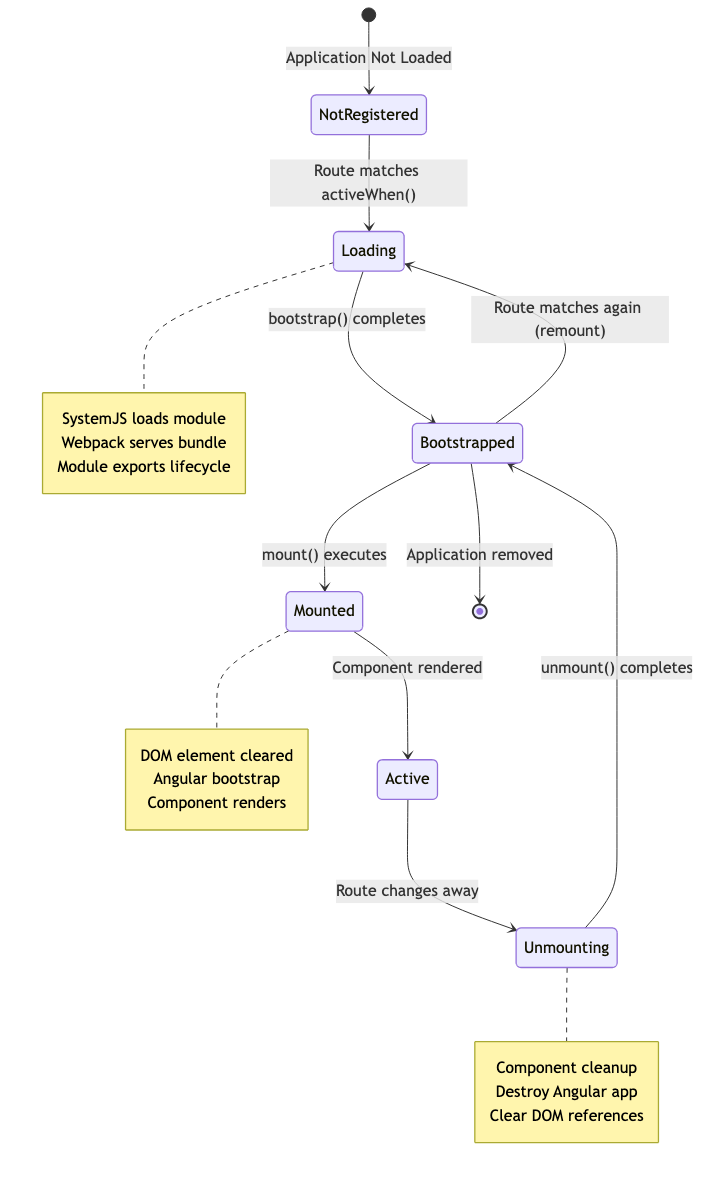 Application Not Loaded
NotRegistered
Route matches
activeWhen()
Loading
bootstrap() completes
Route matches again
(remount)
SystemJS loads module
Webpack serves bundle
Module exports lifecycle
Bootstrapped
mount() executes
Application removed
Mounted
Component rendered
unmount() completes
DOM element cleared
Angular bootstrap
Component renders
Active
Route changes away
Unmounting
Component cleanup
Destroy Angular app
Clear DOM references